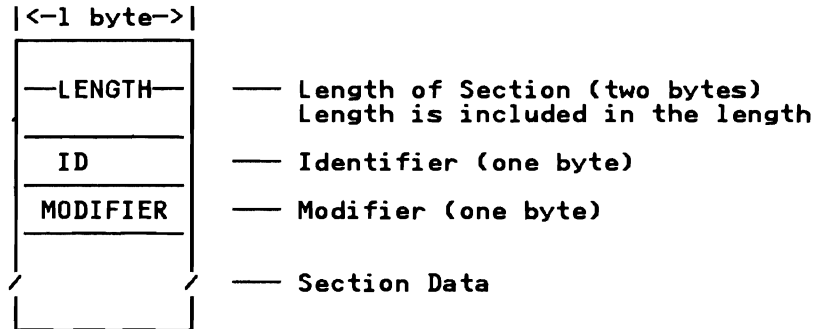 |<-1 byte->|
LENGTH — Length of Section (two bytes)
Length is included in the length
ID — Identifier (one byte)
MODIFIER — Modifier (one byte)
— Section Data